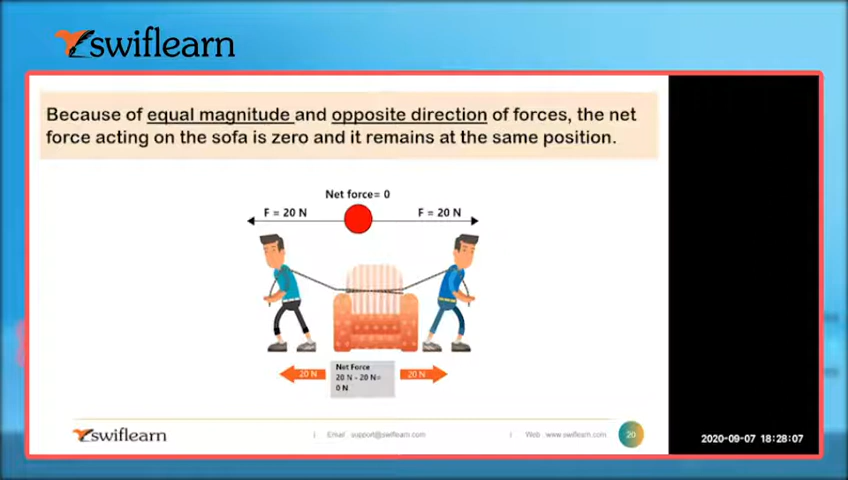 swiflearn
Because of equal magnitude and opposite direction of forces, the net
force acting on the sofa is zero and it remains at the same position.
Net force= 0
F = 20 N
F = 20 N
20 N
Net Force
20 N - 20 N=
0 N
20 N
swiflearn
| Email : support@swiflearn.com
| Web : www.swiflearn.com
20
2020-09-07 18:28:07